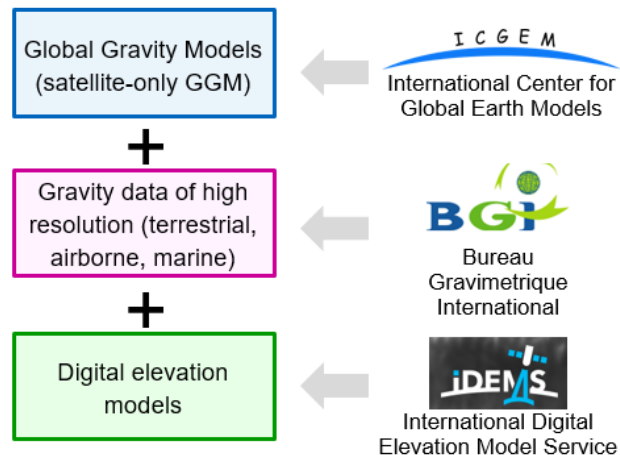 Global Gravity Models
(satellite-only GGM)
ICGEM
International Center for
Global Earth Models
+
Gravity data of high
resolution (terrestrial,
airborne, marine)
BGI
Bureau
Gravimetrique
International
+
Digital elevation
models
iDEMS
International Digital
Elevation Model Service